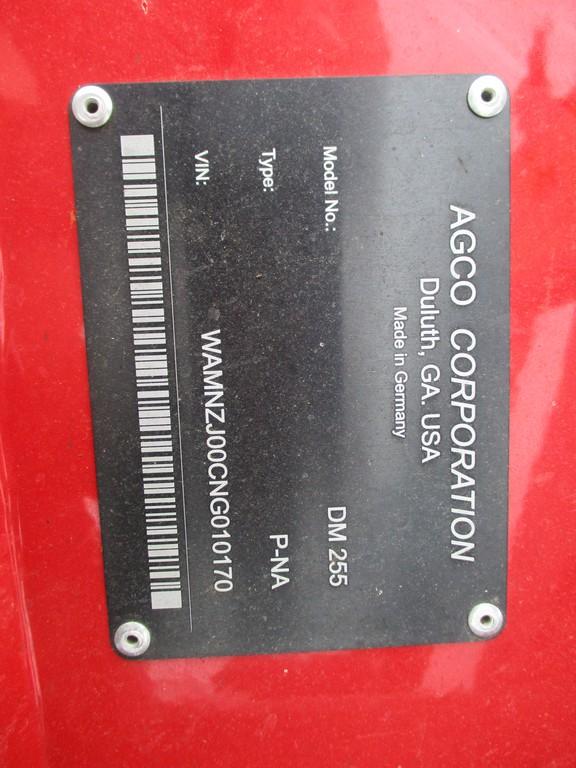 AGCO CORPORATION
Duluth, GA. USA
Made in Germany
Model No.: DM 255
Type: P-NA
VIN: WAMNZJ00CNG010170